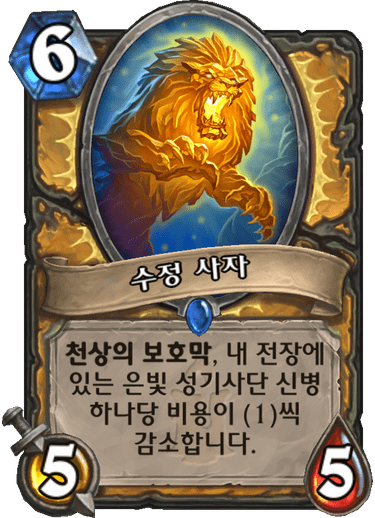 6
수정 사자
천상의 보호막, 내 전장에
있는 은빛 성기사단 신병
하나당 비용이 (1)씩
감소합니다.
5
5